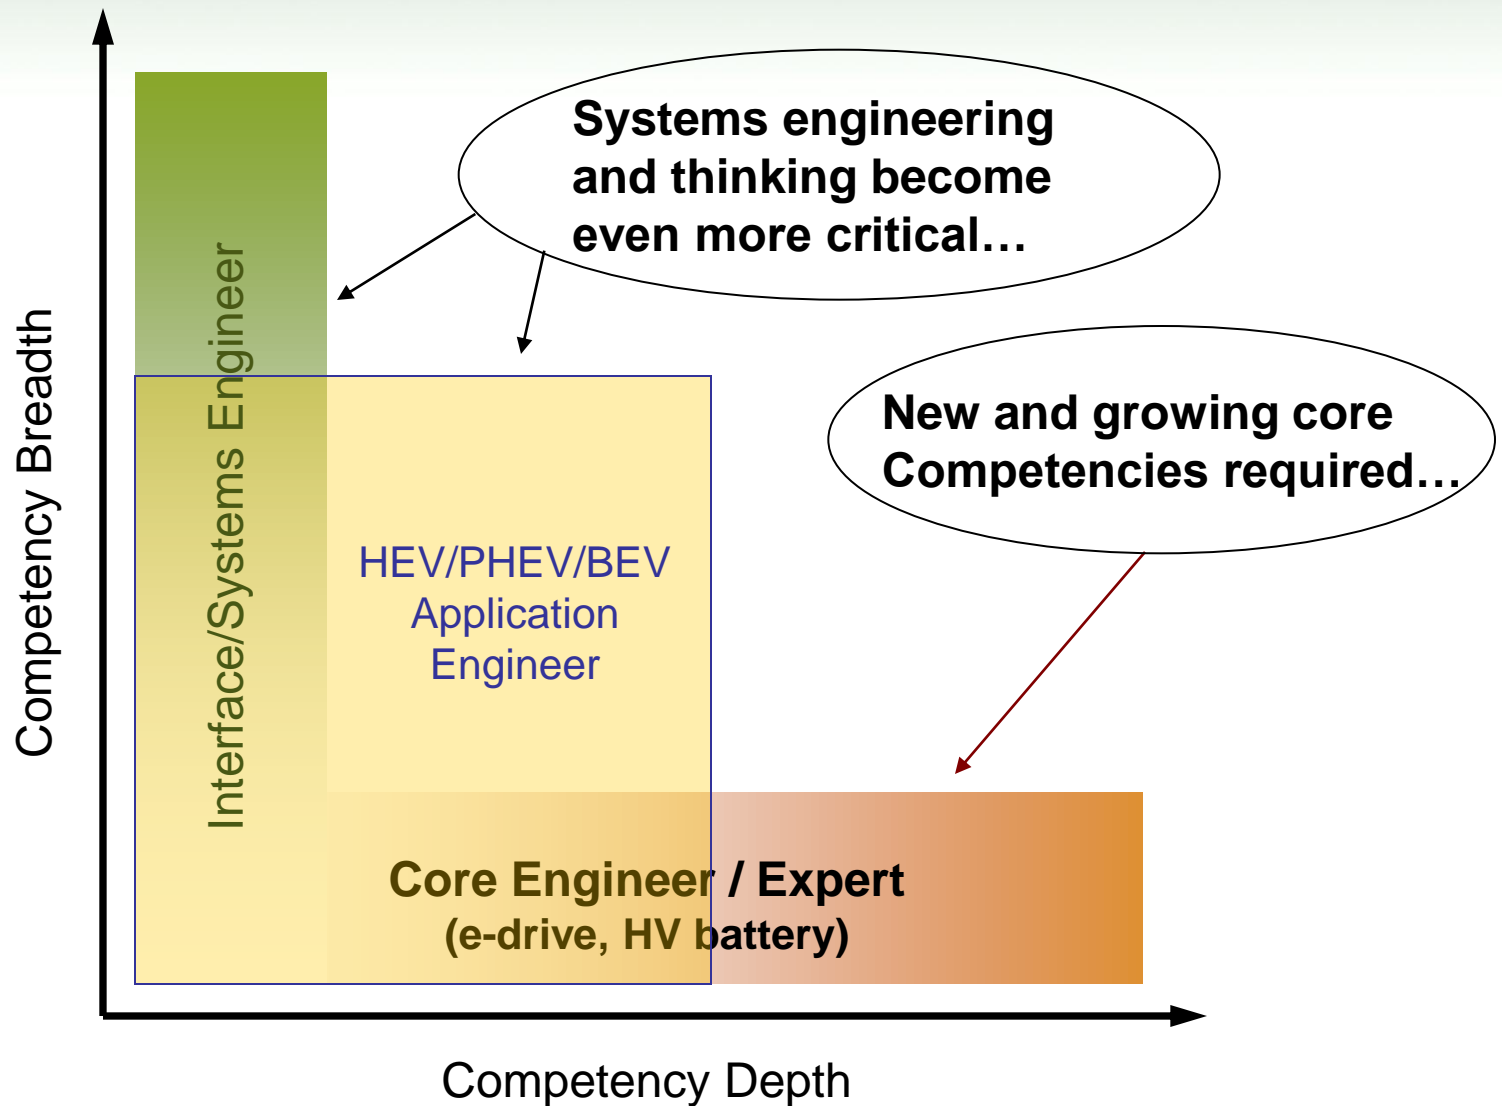 Systems engineering
and thinking become
even more critical…
New and growing core
Competencies required…
Competency Breadth
Interface/Systems Engineer
HEV/PHEV/BEV
Application
Engineer
Core Engineer / Expert
(e-drive, HV battery)
Competency Depth